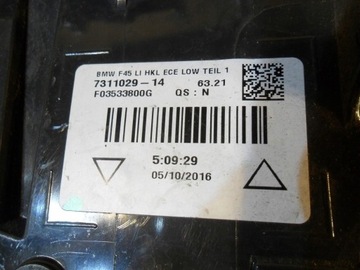 BMW F45 LI HKL ECE LOW TEIL 1
7311029-14 63.21
F03533800G QS : N
5:09:29
05/10/2016